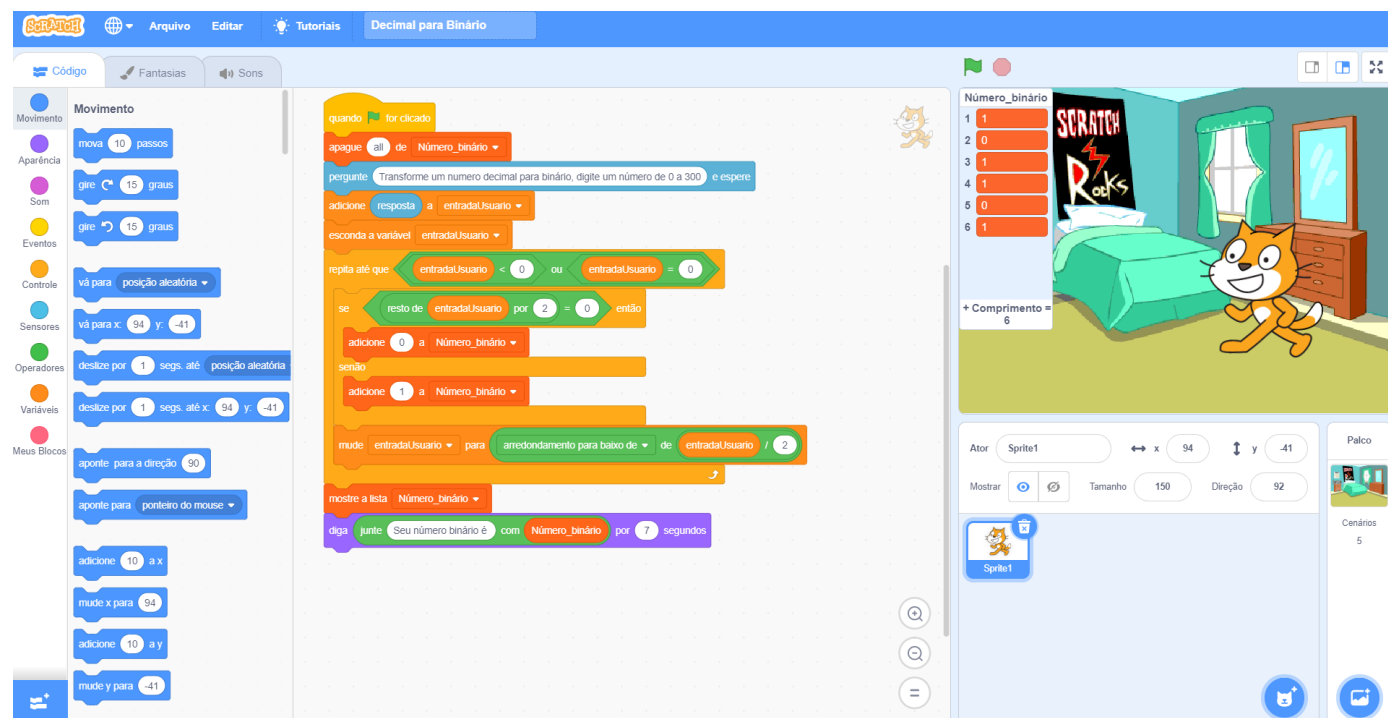 SCRATCH Arquivo Editar Tutoriais Decimal para Binário
Código Fantasias Sons
Movimento
Aparência
Som
Eventos
Controle
Sensores
Operadores
Variáveis
Meus Blocos
Movimento
mova 10 passos
gire 15 graus
gire 15 graus
vá para posição aleatória
vá para x: 94 y: -41
deslize por 1 segs. até posição aleatória
deslize por 1 segs. até x: 94 y: -41
aponte para a direção 90
aponte para ponteiro do mouse
adicione 10 a x
mude x para 94
adicione 10 a y
mude y para -41
quando for clicado
apague all de Número_binário
pergunte Transforme um numero decimal para binário, digite um número de 0 a 300 e espere
adicione resposta a entradaUsuario
esconda a variável entradaUsuario
repita até que entradaUsuario < 0 ou entradaUsuario = 0
se resto de entradaUsuario por 2 = 0 então
adicione 0 a Número_binário
senão
adicione 1 a Número_binário
mude entradaUsuario para arredondamento para baixo de de entradaUsuario / 2
mostre a lista Número_binário
diga junte Seu número binário é com Número_binário por 7 segundos
Número_binário
1 1
2 0
3 1
4 1
5 0
6 1
+ Comprimento =
6
SCRATCH
Rocks
Ator Sprite1 x 94 y -41
Mostrar Tamanho 150 Direção 92
Sprite1
Palco
Cenários
5